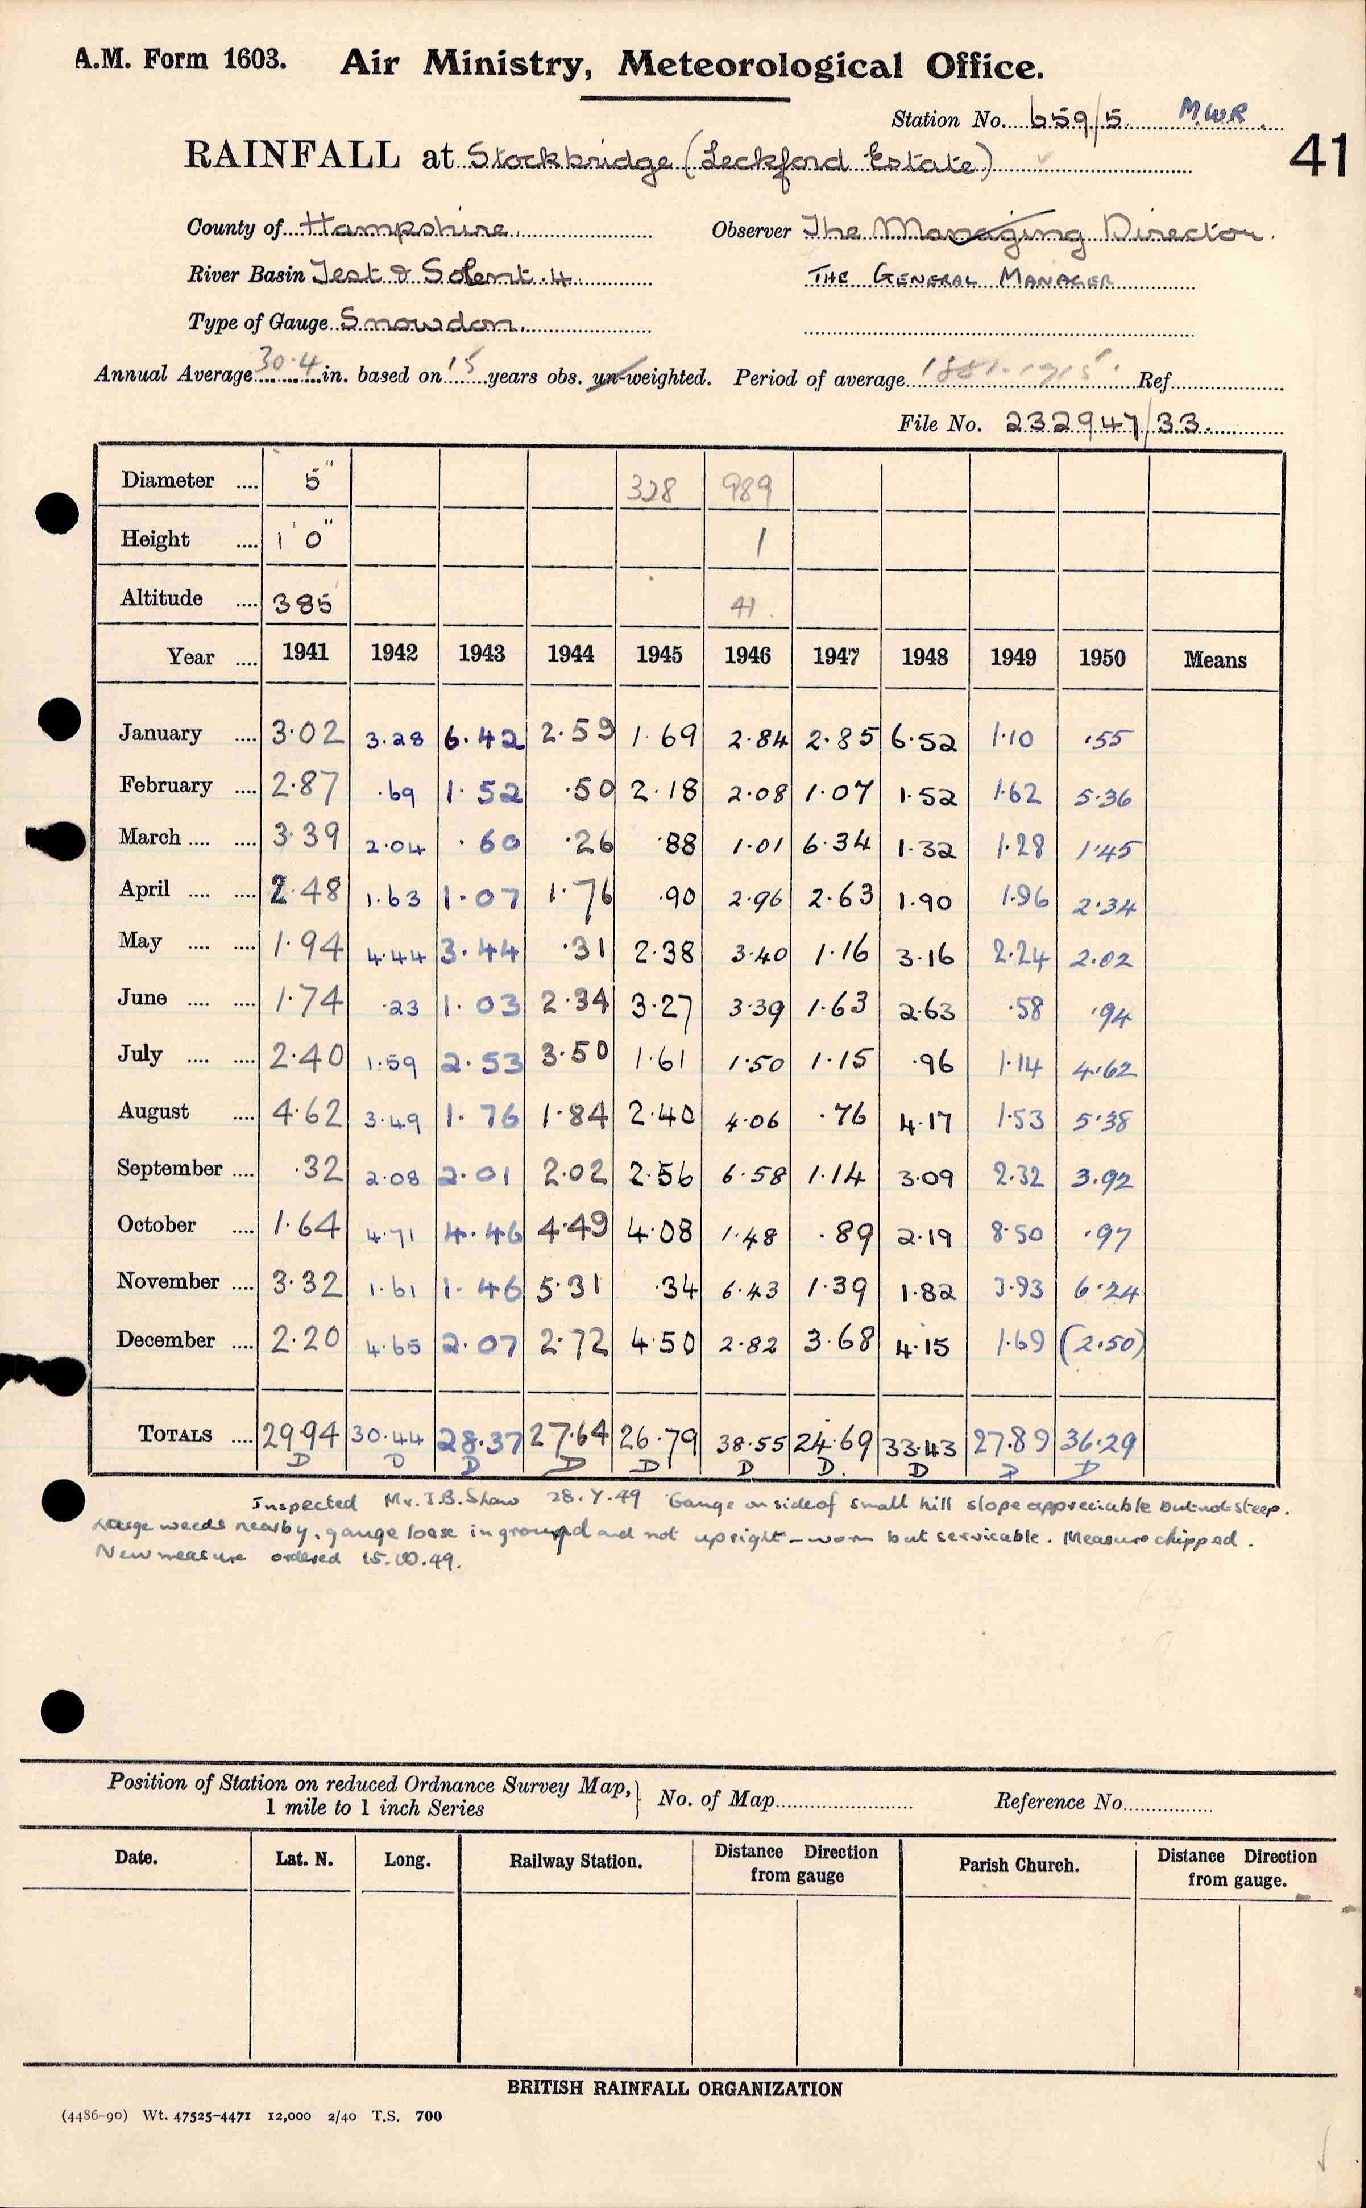 A.M. Form 1603. Air Ministry, Meteorological Office.
Station No. 659/5 M.W.R.
RAINFALL at Stockbridge (Leckford Estate) 41
County of Hampshire. Observer The Managing Director.
River Basin Test & Solent. 4. THE GENERAL MANAGER
Type of Gauge Snowdon.
Annual Average 30.4 in. based on 15 years obs. un-weighted. Period of average 1881-1915. Ref.
File No. 232947/33.
Diameter .... 5" 328 989
Height .... 1' 0" 1
Altitude .... 385' 41.
Year .... 1941 1942 1943 1944 1945 1946 1947 1948 1949 1950 Means
January .... 3.02 3.28 6.42 2.59 1.69 2.84 2.85 6.52 1.10 .55
February .... 2.87 .69 1.52 .50 2.18 2.08 1.07 1.52 1.62 5.36
March .... .... 3.39 2.04 .60 .26 .88 1.01 6.34 1.32 1.28 1.45
April .... .... 2.48 1.63 1.07 1.76 .90 2.96 2.63 1.90 1.96 2.34
May .... .... 1.94 4.44 3.44 .31 2.38 3.40 1.16 3.16 2.24 2.02
June .... .... 1.74 .23 1.03 2.34 3.27 3.39 1.63 2.63 .58 .94
July .... .... 2.40 1.59 2.53 3.50 1.61 1.50 1.15 .96 1.14 4.62
August .... 4.62 3.49 1.76 1.84 2.40 4.06 .76 4.17 1.53 5.38
September .... .32 2.08 2.01 2.02 2.56 6.58 1.14 3.09 2.32 3.92
October .... 1.64 4.71 4.46 4.49 4.08 1.48 .89 2.19 8.50 .97
November .... 3.32 1.61 1.46 5.31 .34 6.43 1.39 1.82 3.93 6.24
December .... 2.20 4.65 2.07 2.72 4.50 2.82 3.68 4.15 1.69 (2.50)
TOTALS .... 29.94 30.44 28.37 27.64 26.79 38.55 24.69 33.43 27.89 36.29
D D D D D D D. D D D
Inspected Mr. J.B. Shaw 28.7.49 Gauge on side of small hill slope appreciable but not steep.
Large weeds nearby, gauge loose in ground and not upright - worn but servicable. Measure chipped.
New measure ordered 49.
Position of Station on reduced Ordnance Survey Map, 1 mile to 1 inch Series } No. of Map Reference No.
Date. Lat. N. Long. Railway Station. Distance Direction from gauge Parish Church. Distance Direction from gauge.
BRITISH RAINFALL ORGANIZATION
(4486-90) Wt. 47525-4471 12,000 2/40 T.S. 700